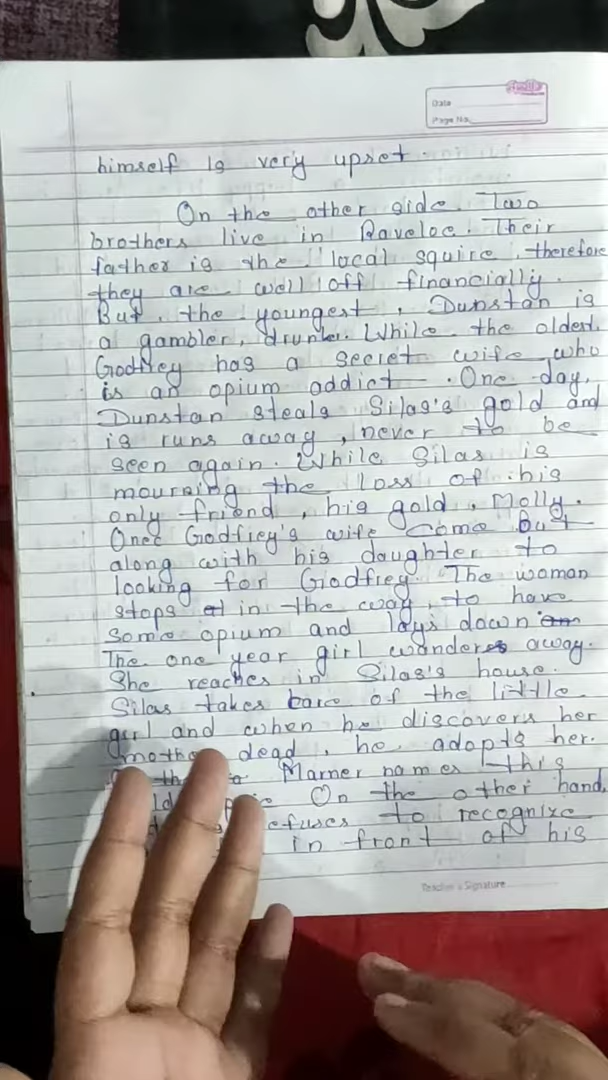 Date
Page No.
himself is very upset.
On the other side. Two
brothers live in Raveloe. Their
father is the local squire, therefore
they are well off financially.
But, the youngest, Dunstan is
a gambler, drunker. While the oldest,
Godfrey has a secret wife who
is an opium addict. One day,
Dunstan steals Silas's gold and
is runs away, never to be
seen again. While Silas is
mourning the loss of his
only friend, his gold, Molly.
Godfrey's wife come out
along with his daughter to
looking for Godfrey. The woman
stops in the way, to have
some opium and lays down
The one year girl wanders away.
She reaches in Silas's house.
Silas takes care of the little
girl and when he discovers her
dead, he adopts her.
Marner names this
On the other hand,
to recognize
in front of his
Teacher's Signature